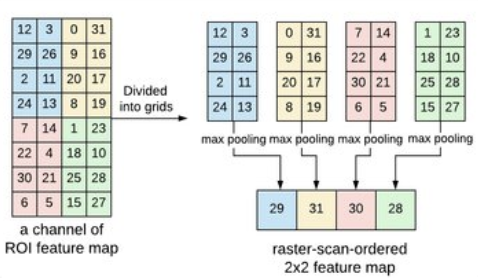 12 3 0 31
29 26 9 16
2 11 20 17
24 13 8 19
7 14 1 23
22 4 18 10
30 21 25 28
6 5 15 27
a channel of
ROI feature map
Divided
into grids
12 3
29 26
2 11
24 13
0 31
9 16
20 17
8 19
7 14
22 4
30 21
6 5
1 23
18 10
25 28
15 27
max pooling max pooling max pooling max pooling
29 31 30 28
raster-scan-ordered
2x2 feature map